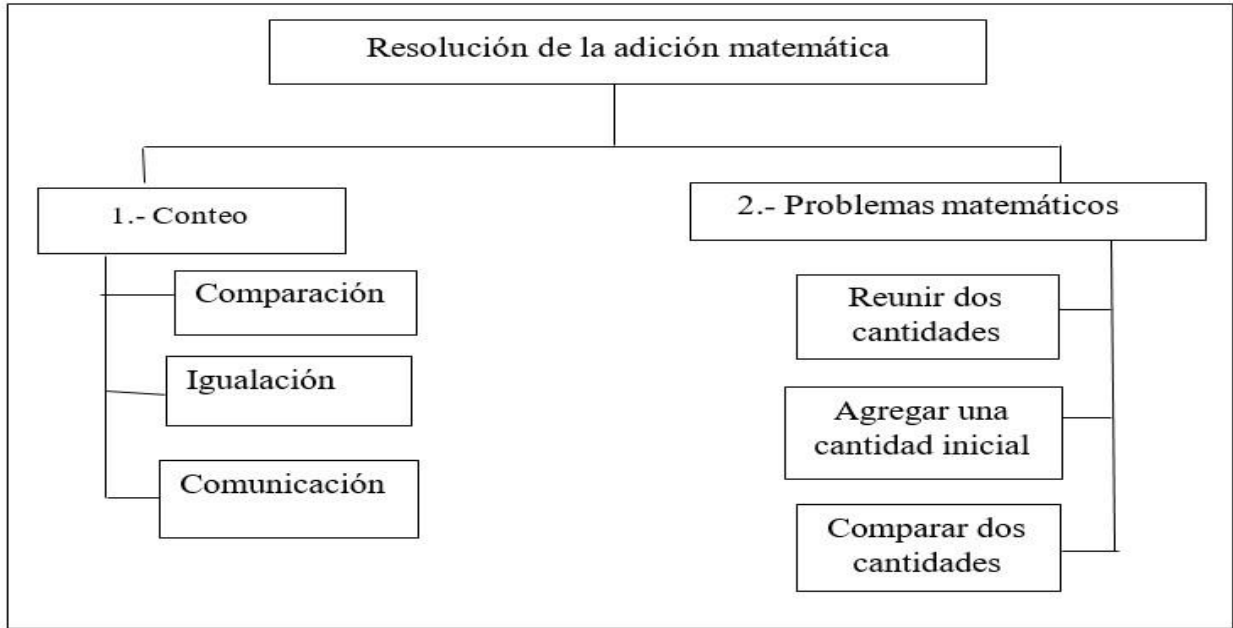 Resolución de la adición matemática
1.- Conteo
Comparación
Igualación
Comunicación
2.- Problemas matemáticos
Reunir dos
cantidades
Agregar una
cantidad inicial
Comparar dos
cantidades